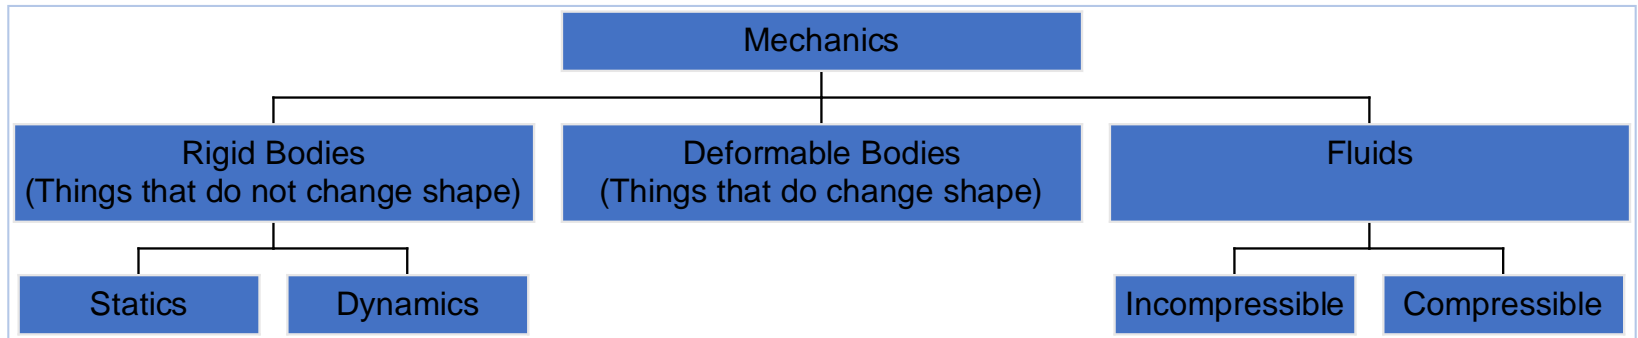 Mechanics
Rigid Bodies
(Things that do not change shape)
Deformable Bodies
(Things that do change shape)
Fluids
Statics
Dynamics
Incompressible
Compressible